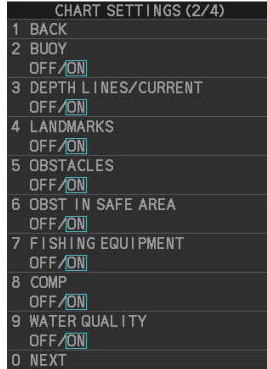 CHART SETTINGS (2/4)
1 BACK
2 BUOY
OFF/ON
3 DEPTH LINES/CURRENT
OFF/ON
4 LANDMARKS
OFF/ON
5 OBSTACLES
OFF/ON
6 OBST IN SAFE AREA
OFF/ON
7 FISHING EQUIPMENT
OFF/ON
8 COMP
OFF/ON
9 WATER QUALITY
OFF/ON
0 NEXT